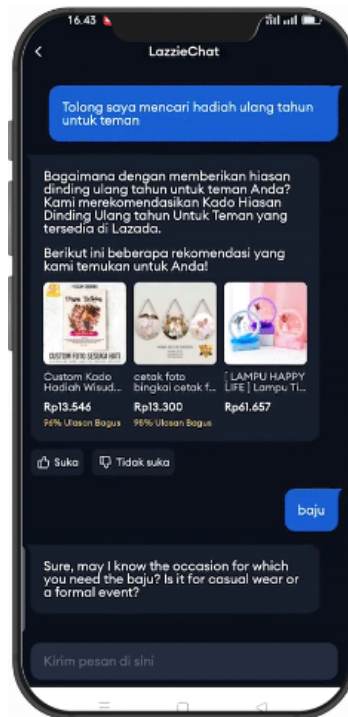 16.43
LazzieChat
Tolong saya mencari hadiah ulang tahun
untuk teman
Bagaimana dengan memberikan hiasan
dinding ulang tahun untuk teman Anda?
Kami merekomendasikan Kado Hiasan
Dinding Ulang tahun Untuk Teman yang
tersedia di Lazada.
Berikut ini beberapa rekomendasi yang
kami temukan untuk Anda!
CUSTOM FOTO SESUKA HATI
Custom Kado
Hadiah Wisud...
Rp13.546
96% Ulasan Bagus
cetak foto
bingkai cetak f...
Rp13.300
98% Ulasan Bagus
[ LAMPU HAPPY
LIFE ] Lampu Ti...
Rp61.657
Suka
Tidak suka
baju
Sure, may I know the occasion for which
you need the baju? Is it for casual wear or
a formal event?
Kirim pesan di sini